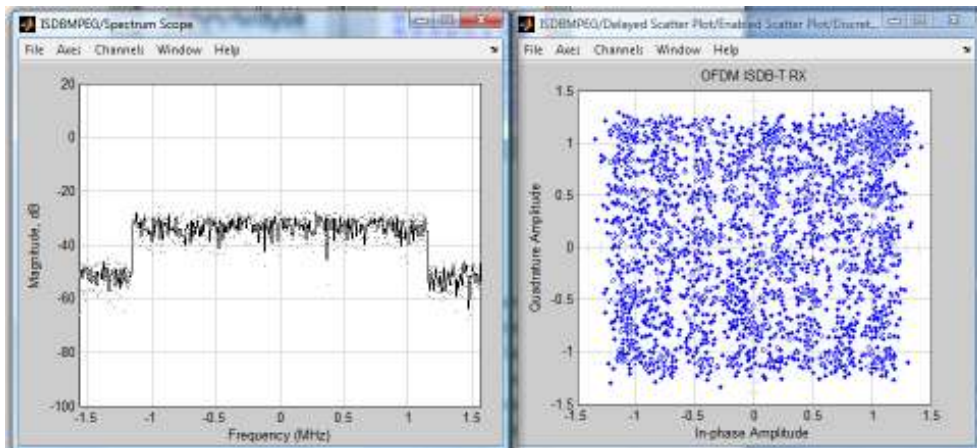 ISDBMPEG/Spectrum Scope
File Axes Channels Window Help
20
0
-20
-40
-60
-80
-100
Magnitude, dB
-1.5 -1 -0.5 0 0.5 1 1.5
Frequency (MHz)
ISDBMPEG/Delayed Scatter Plot/Enabled Scatter Plot/Discret...
File Axes Channels Window Help
OFDM ISDB-T RX
1.5
1
0.5
0
-0.5
-1
-1.5
Quadrature Amplitude
-1.5 -1 -0.5 0 0.5 1 1.5
In-phase Amplitude